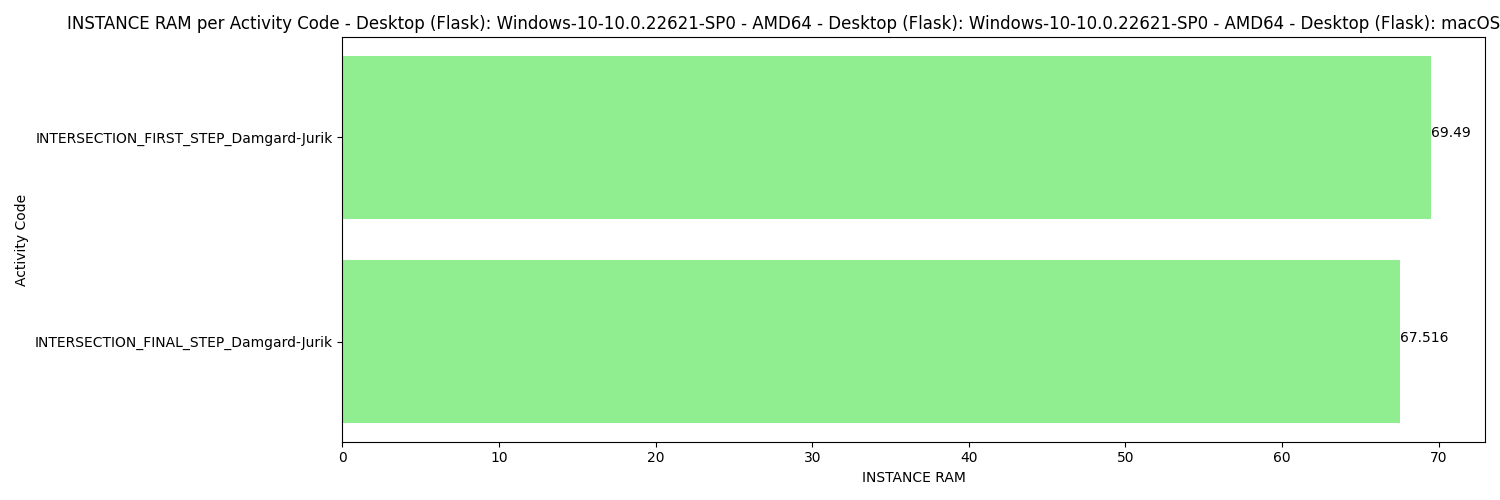 INSTANCE RAM per Activity Code - Desktop (Flask): Windows-10-10.0.22621-SP0 - AMD64 - Desktop (Flask): Windows-10-10.0.22621-SP0 - AMD64 - Desktop (Flask): macOS
INTERSECTION_FIRST_STEP_Damgard-Jurik
69.49
Activity Code
INTERSECTION_FINAL_STEP_Damgard-Jurik
67.516
0 10 20 30 40 50 60 70
INSTANCE RAM